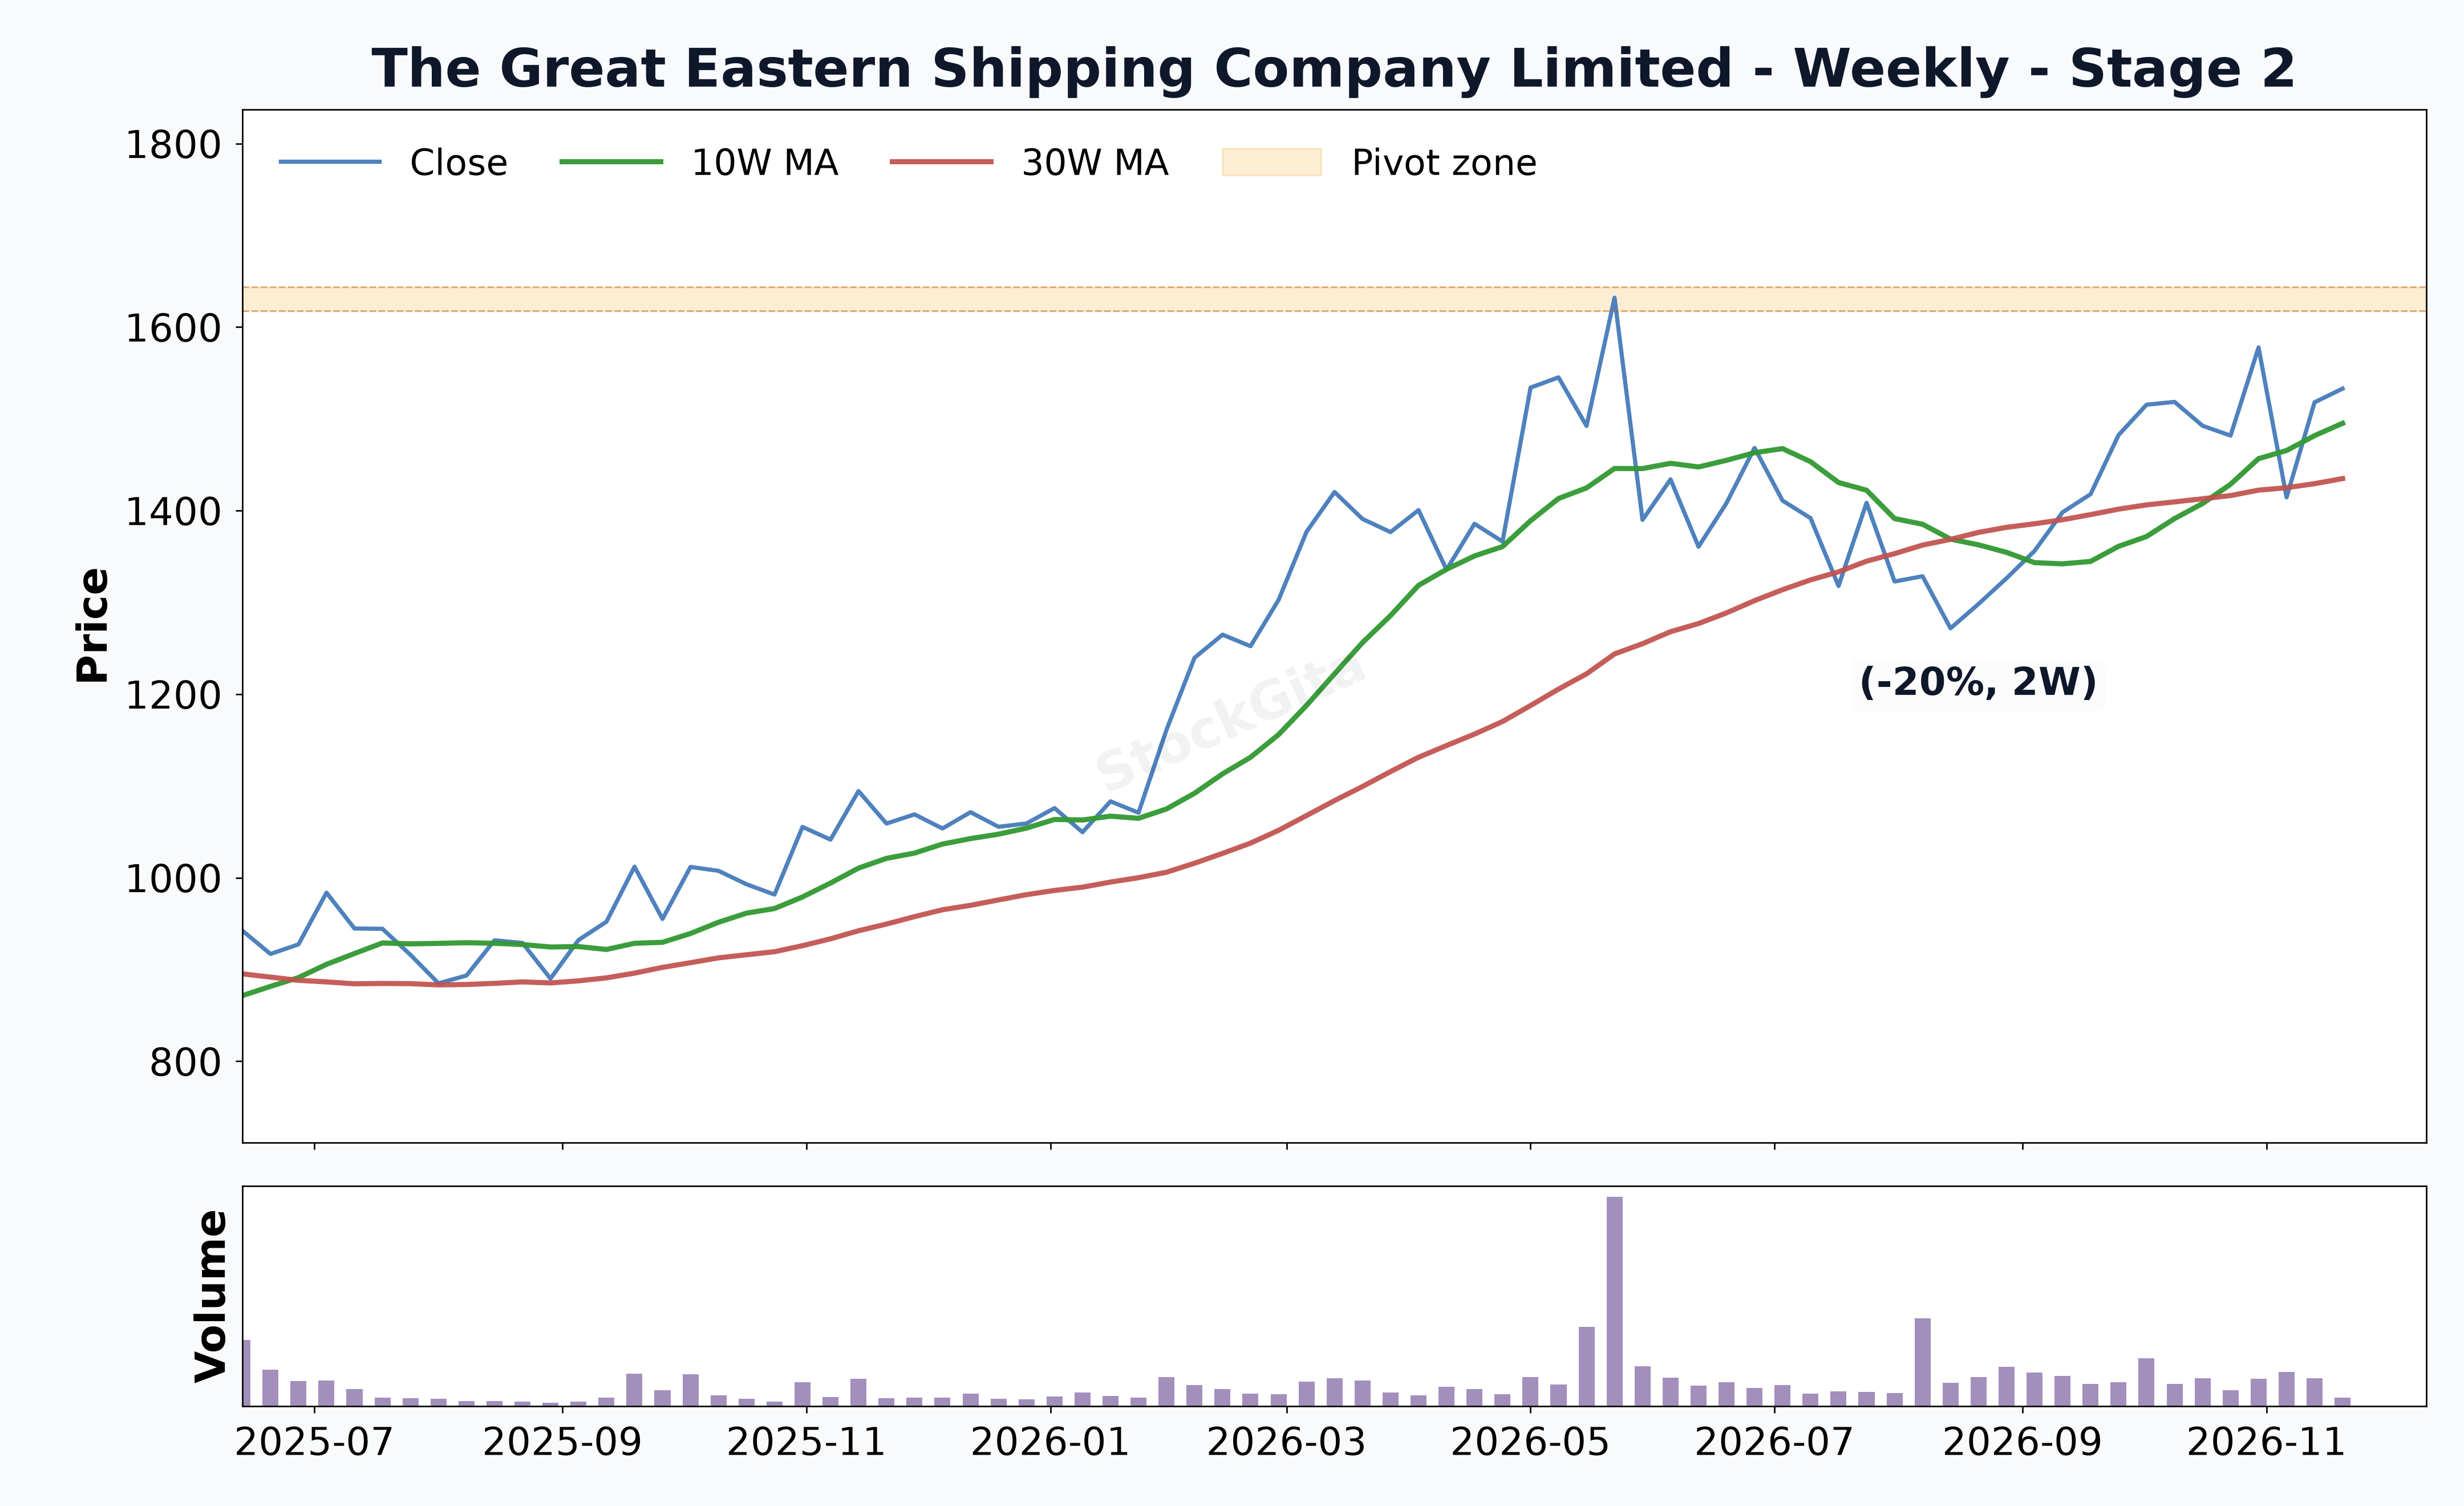 The Great Eastern Shipping Company Limited - Weekly - Stage 2
Close
10W MA
30W MA
Pivot zone
1800
1600
1400
1200
1000
800
Price
StockGita
(-20%, 2W)
Volume
2025-07
2025-09
2025-11
2026-01
2026-03
2026-05
2026-07
2026-09
2026-11